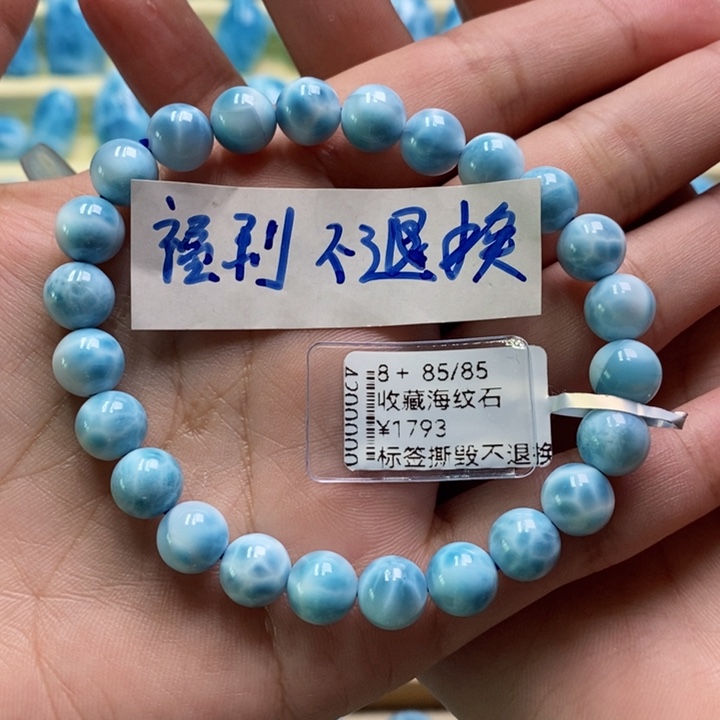 福利 不退换
8+ 85/85
收藏海纹石
¥1793
标签撕毁不退换